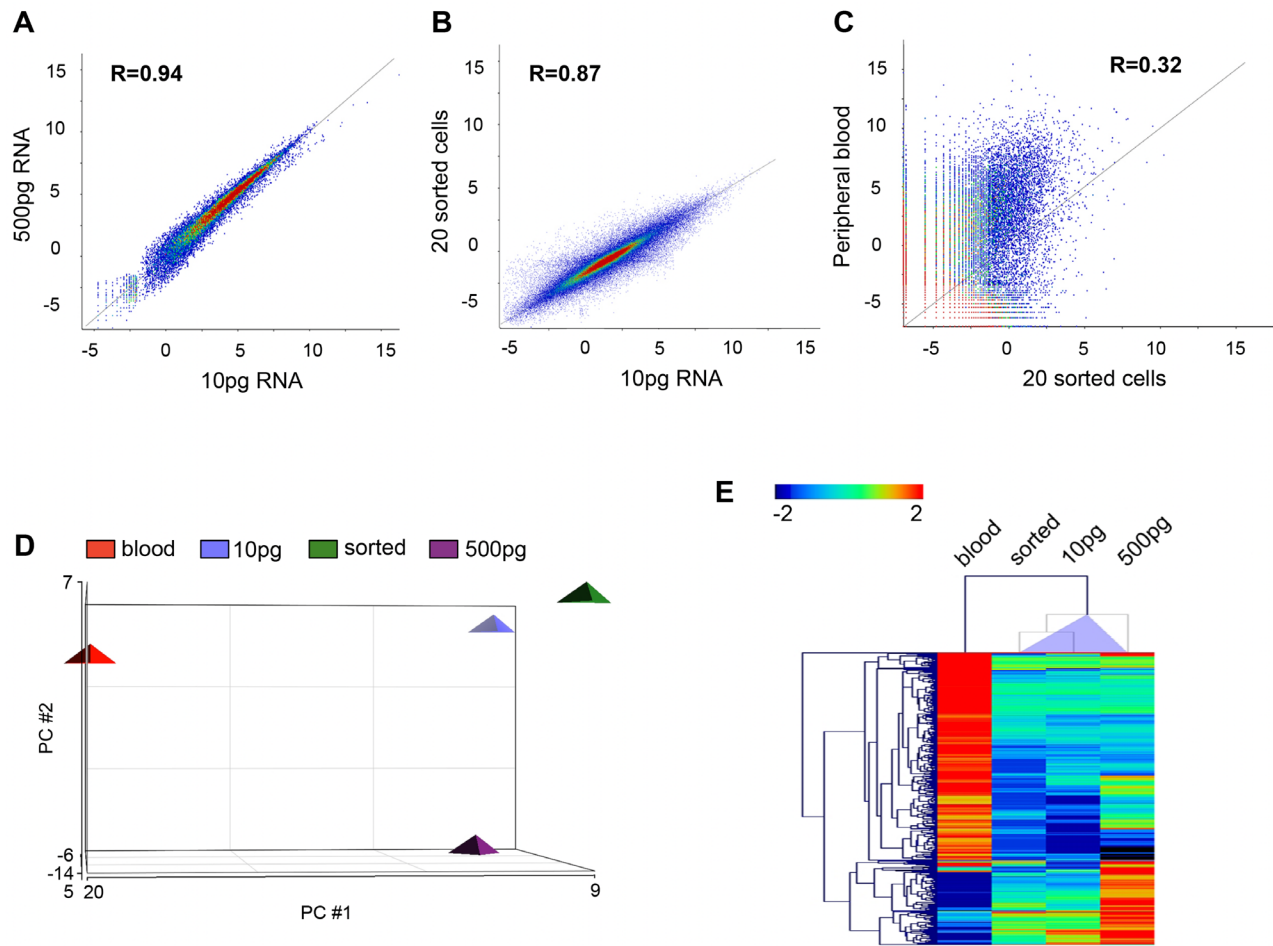 A
R=0.94
15
10
5
0
-5
500pg RNA
-5 0 5 10 15
10pg RNA
B
R=0.87
15
10
5
0
-5
20 sorted cells
-5 0 5 10 15
10pg RNA
C
R=0.32
15
10
5
0
-5
Peripheral blood
-5 0 5 10 15
20 sorted cells
D
blood 10pg sorted 500pg
7
PC #2
-6
-14
5 20 9
PC #1
E
-2 2
blood sorted 10pg 500pg